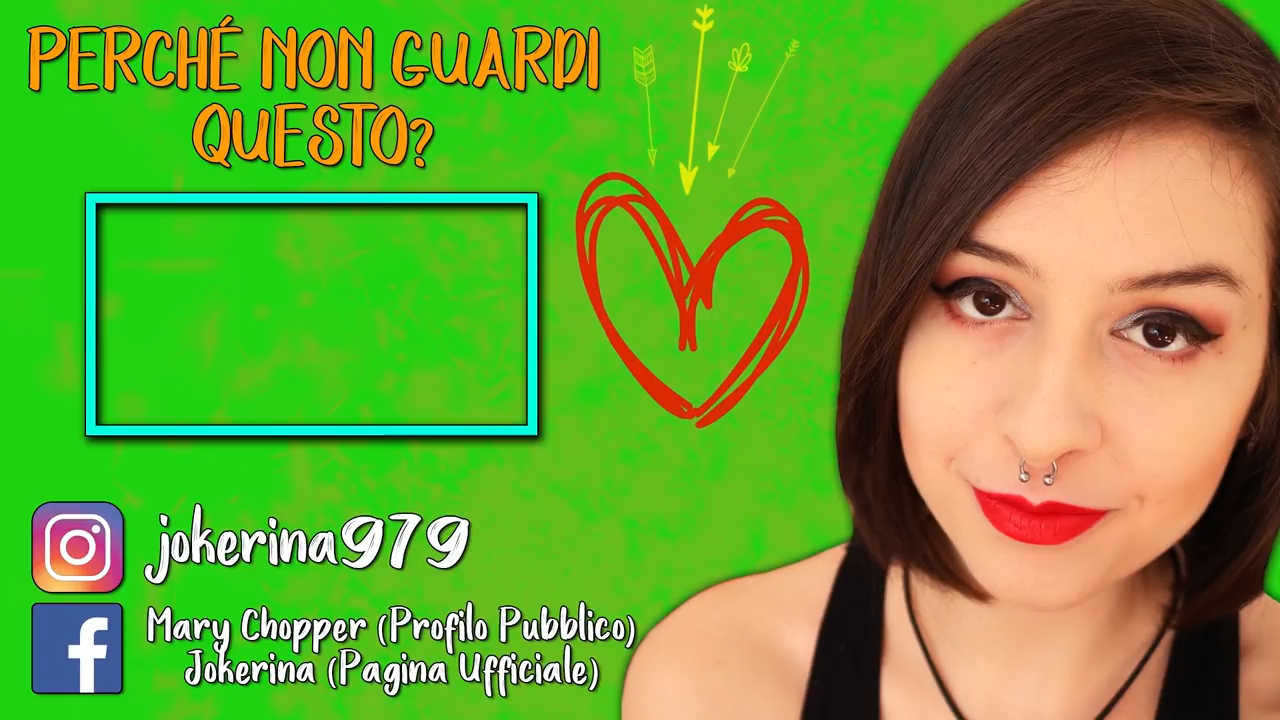 PERCHÉ NON GUARDI
QUESTO?
jokerina979
Mary Chopper (Profilo Pubblico)
Jokerina (Pagina Ufficiale)